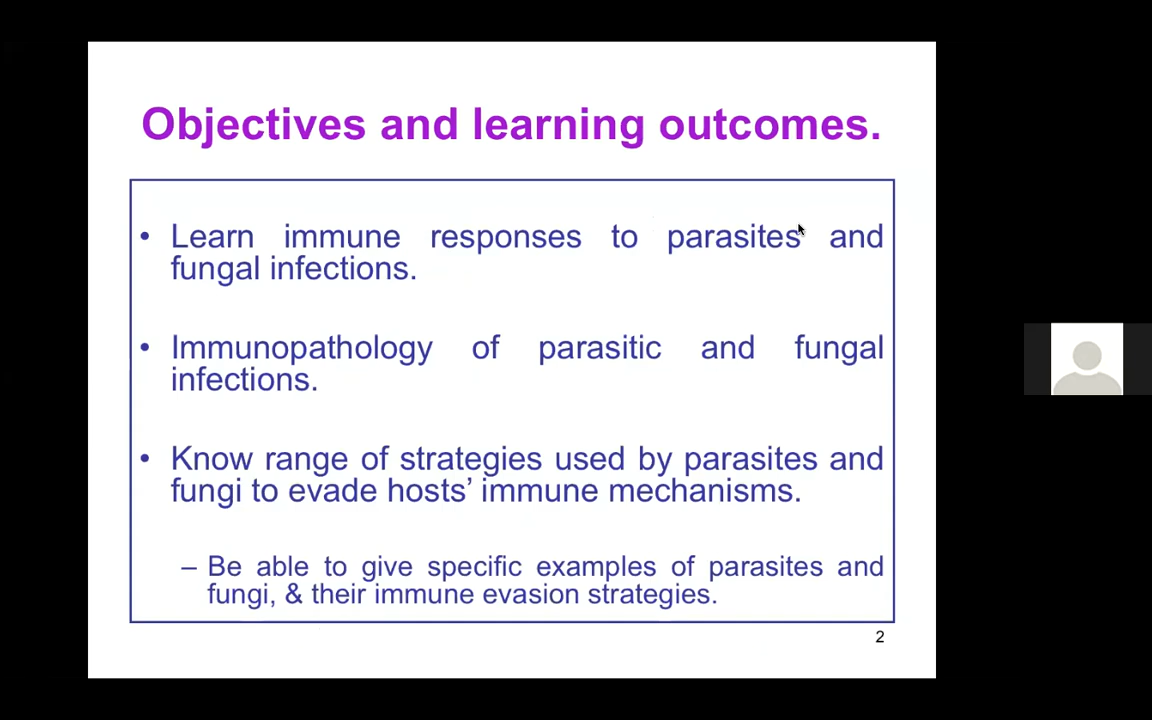 Objectives and learning outcomes.
• Learn immune responses to parasites and
fungal infections.
• Immunopathology of parasitic and fungal
infections.
• Know range of strategies used by parasites and
fungi to evade hosts’ immune mechanisms.
– Be able to give specific examples of parasites and
fungi, & their immune evasion strategies.
2